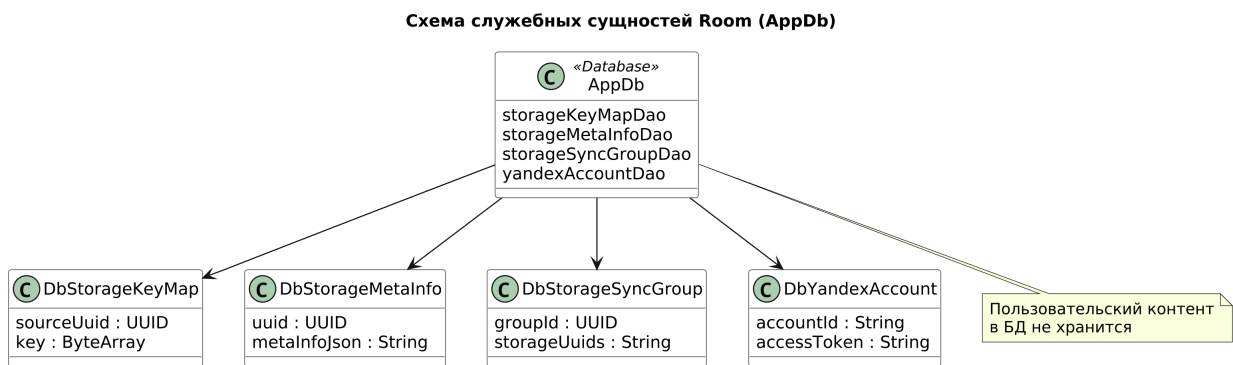 Схема служебных сущностей Room (AppDb)
C
«Database»
AppDb
storageKeyMapDao
storageMetaInfoDao
storageSyncGroupDao
yandexAccountDao
C DbStorageKeyMap
sourceUuid : UUID
key : ByteArray
C DbStorageMetaInfo
uuid : UUID
metaInfoJson : String
C DbStorageSyncGroup
groupId : UUID
storageUuids : String
C DbYandexAccount
accountId : String
accessToken : String
Пользовательский контент
в БД не хранится